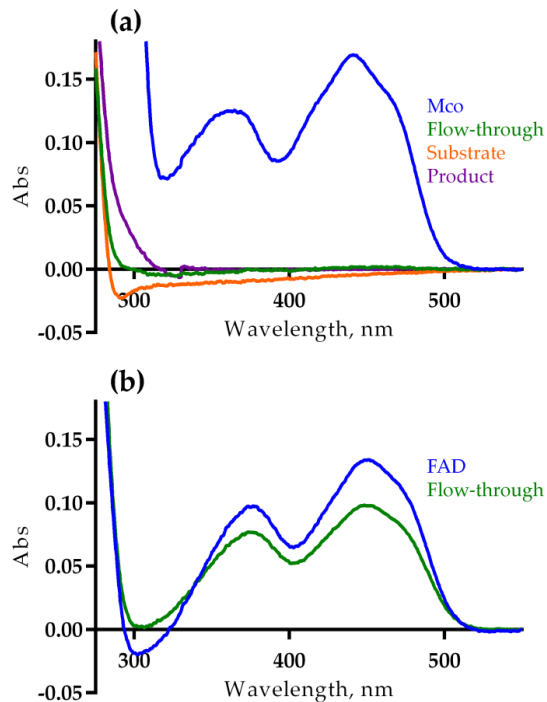 (a)
0.15
0.10
0.05
0.00
-0.05
Abs
Mco
Flow-through
Substrate
Product
300
400
500
Wavelength, nm
(b)
0.15
0.10
0.05
0.00
-0.05
Abs
FAD
Flow-through
300
400
500
Wavelength, nm